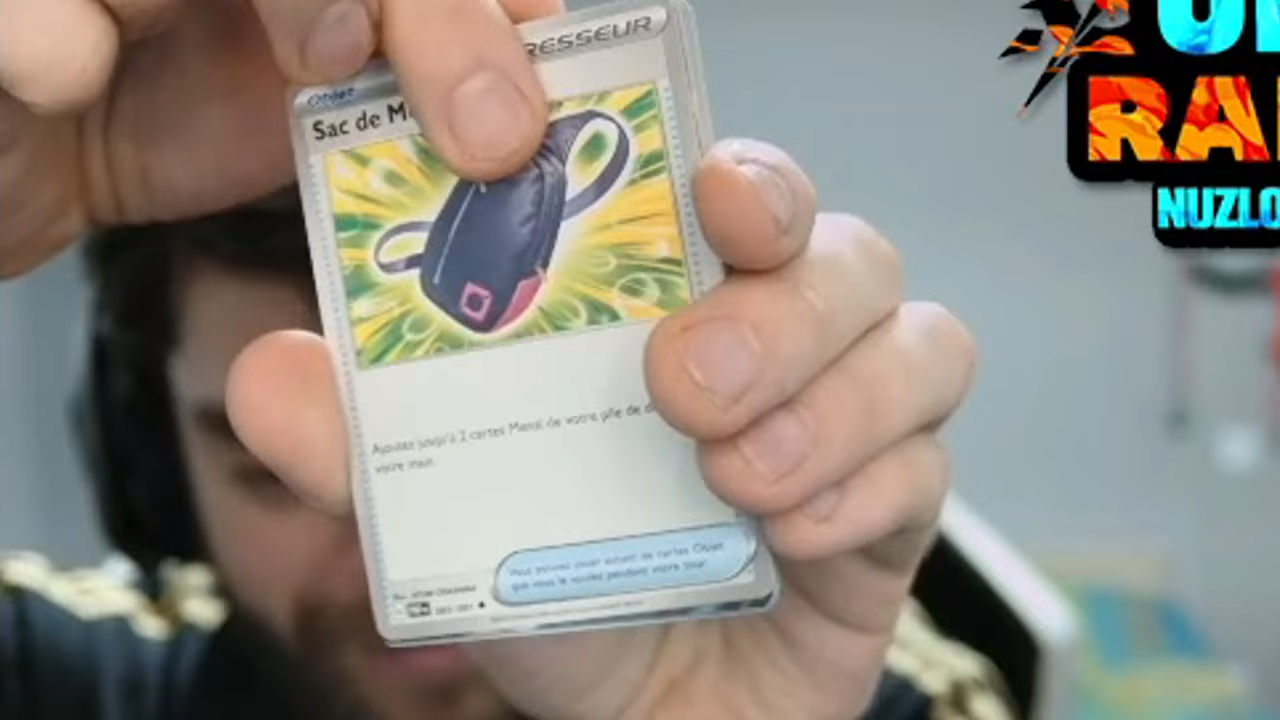 RESSEUR
Objet
Sac de M
Ajoutez jusqu'à 2 cartes Metal de votre pile de d
votre main.
Vous pouvez jouer autant de cartes Objet
que vous le voulez pendant votre tour.
RA
NUZLO